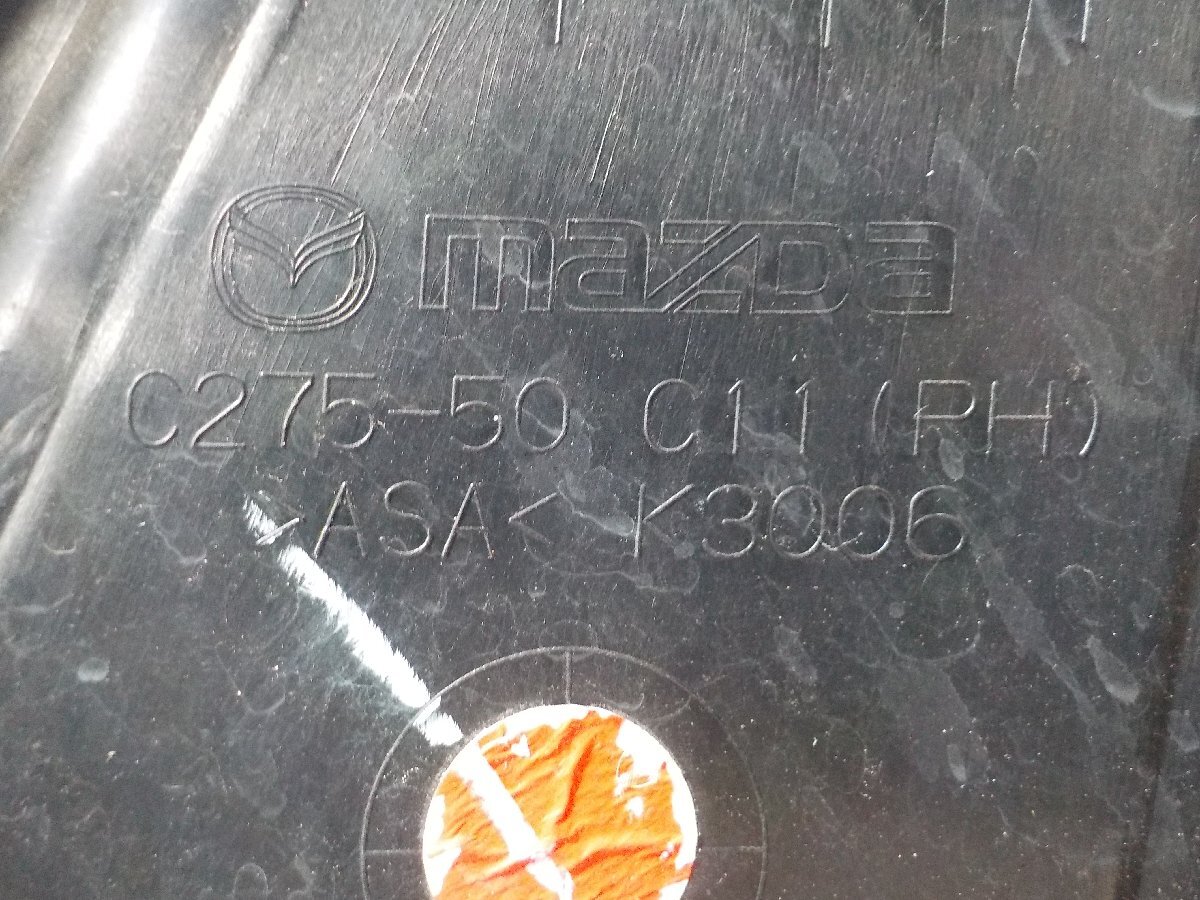 mazDa
C275-50 C11 (RH)
<ASA< K3006